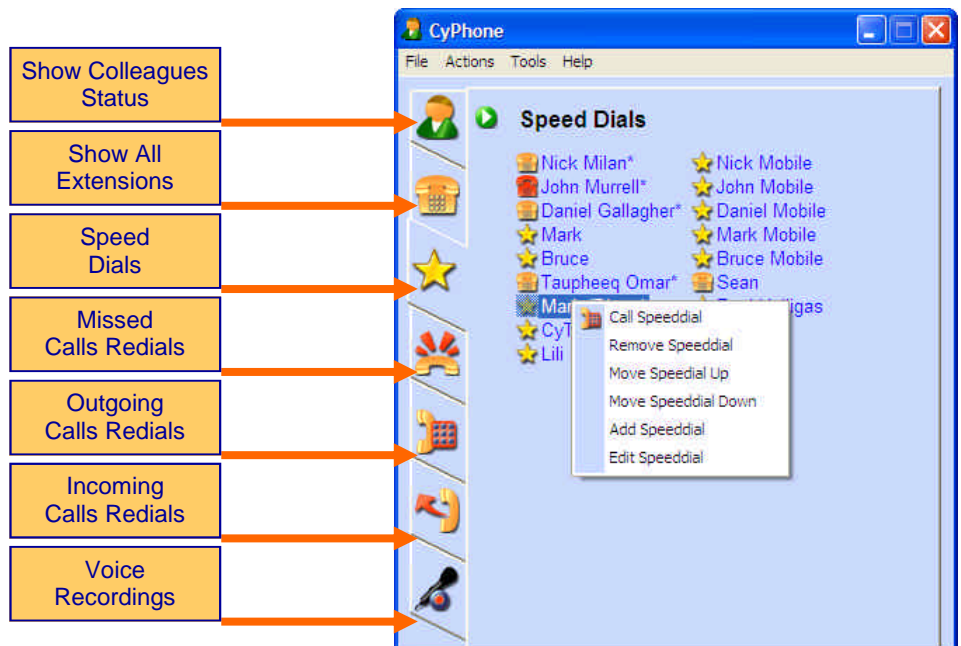 CyPhone
File Actions Tools Help
Show Colleagues
Status
Show All
Extensions
Speed
Dials
Missed
Calls Redials
Outgoing
Calls Redials
Incoming
Calls Redials
Voice
Recordings
Speed Dials
Nick Milan* Nick Mobile
John Murrell* John Mobile
Daniel Gallagher* Daniel Mobile
Mark Mark Mobile
Bruce Bruce Mobile
Taupheeq Omar* Sean
Lili
Call Speeddial
Remove Speeddial
Move Speedial Up
Move Speeddial Down
Add Speeddial
Edit Speeddial